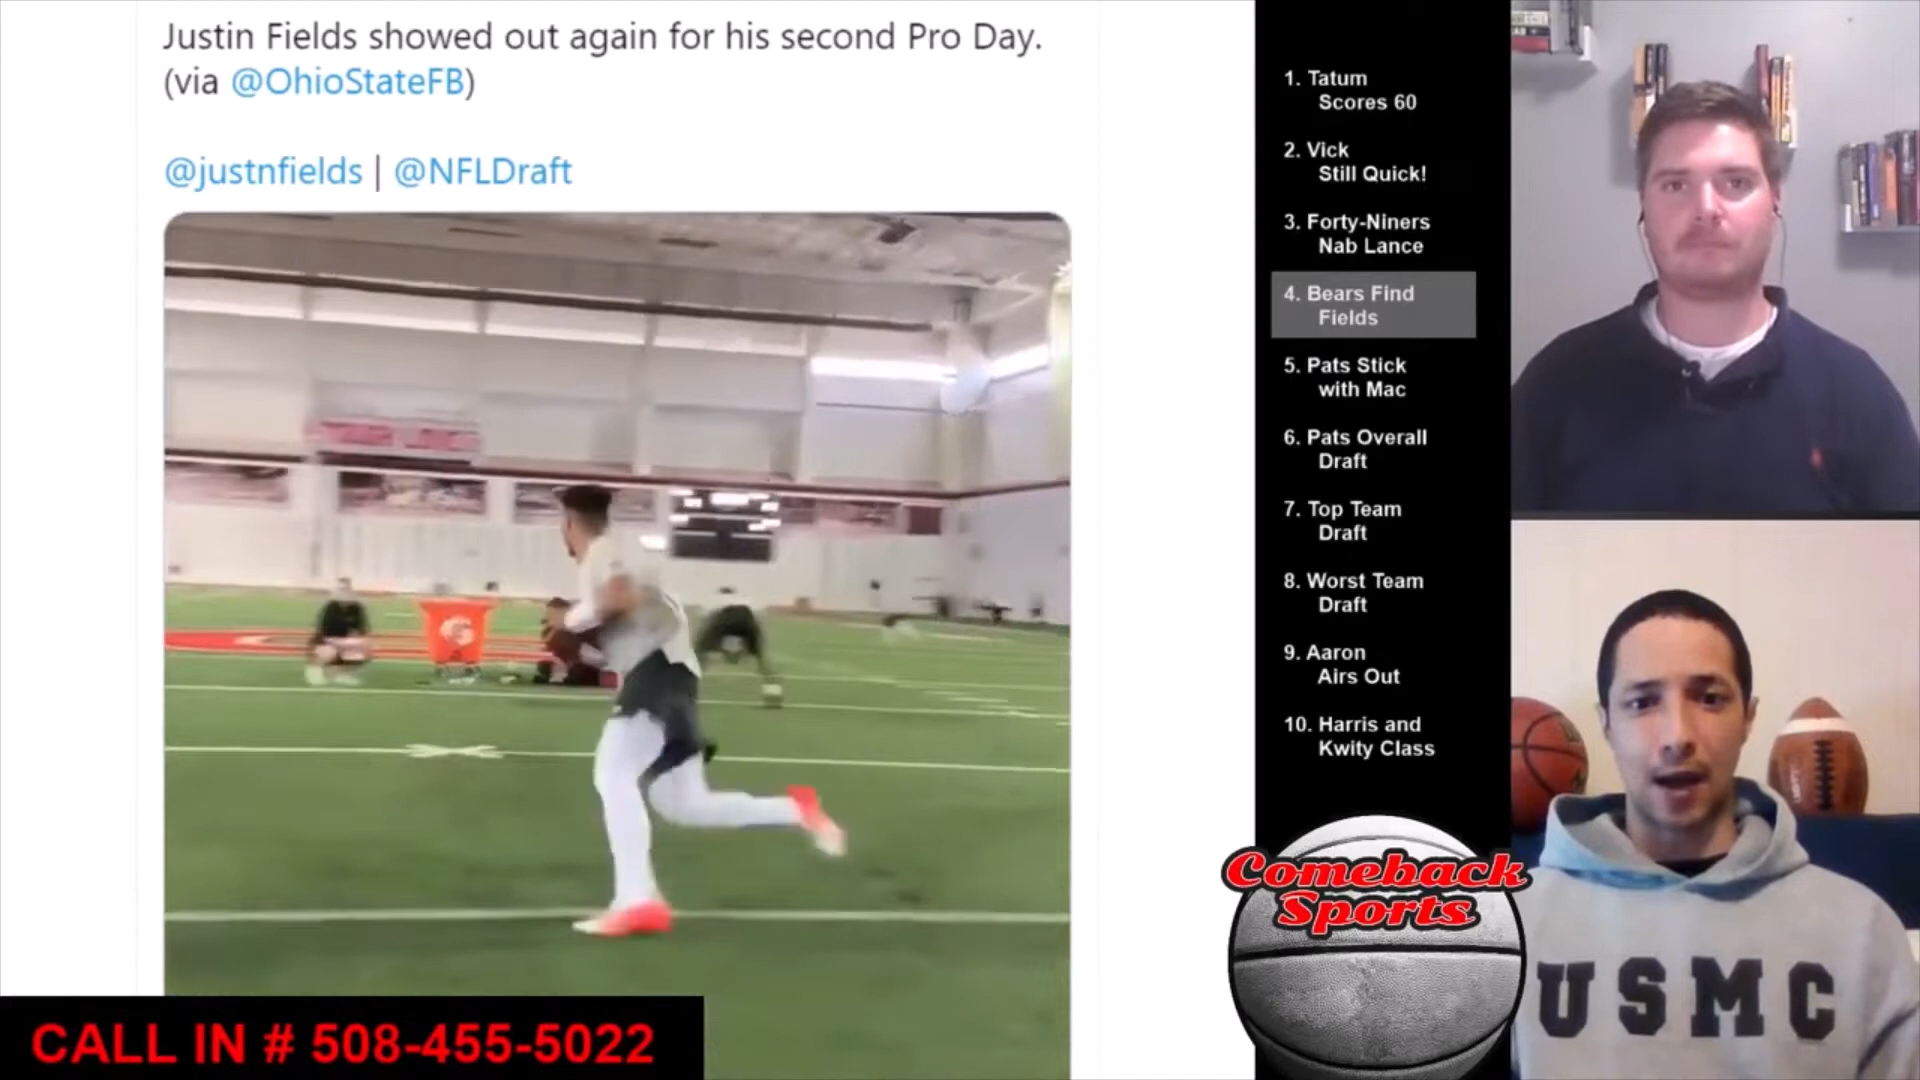 Justin Fields showed out again for his second Pro Day.
(via @OhioStateFB)
@justnfields | @NFLDraft
1. Tatum
Scores 60
2. Vick
Still Quick!
3. Forty-Niners
Nab Lance
4. Bears Find
Fields
5. Pats Stick
with Mac
6. Pats Overall
Draft
7. Top Team
Draft
8. Worst Team
Draft
9. Aaron
Airs Out
10. Harris and
Kwity Class
Comeback
Sports
USMC
CALL IN # 508-455-5022